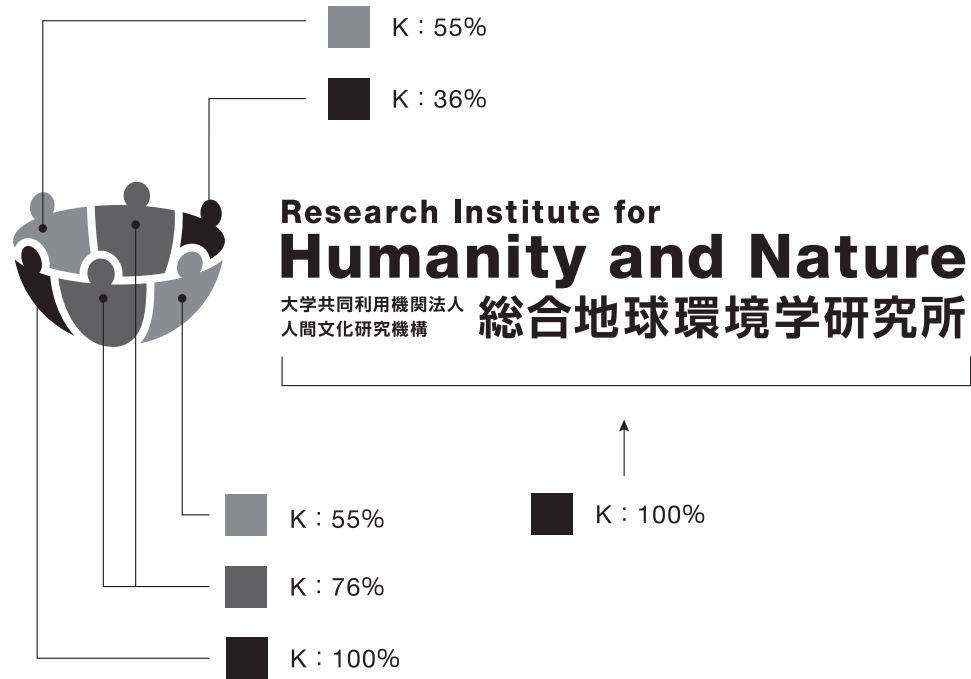 K：55%
K：36%
Research Institute for
Humanity and Nature
大学共同利用機関法人
人間文化研究機構
総合地球環境学研究所
K：55%
K：100%
K：76%
K：100%